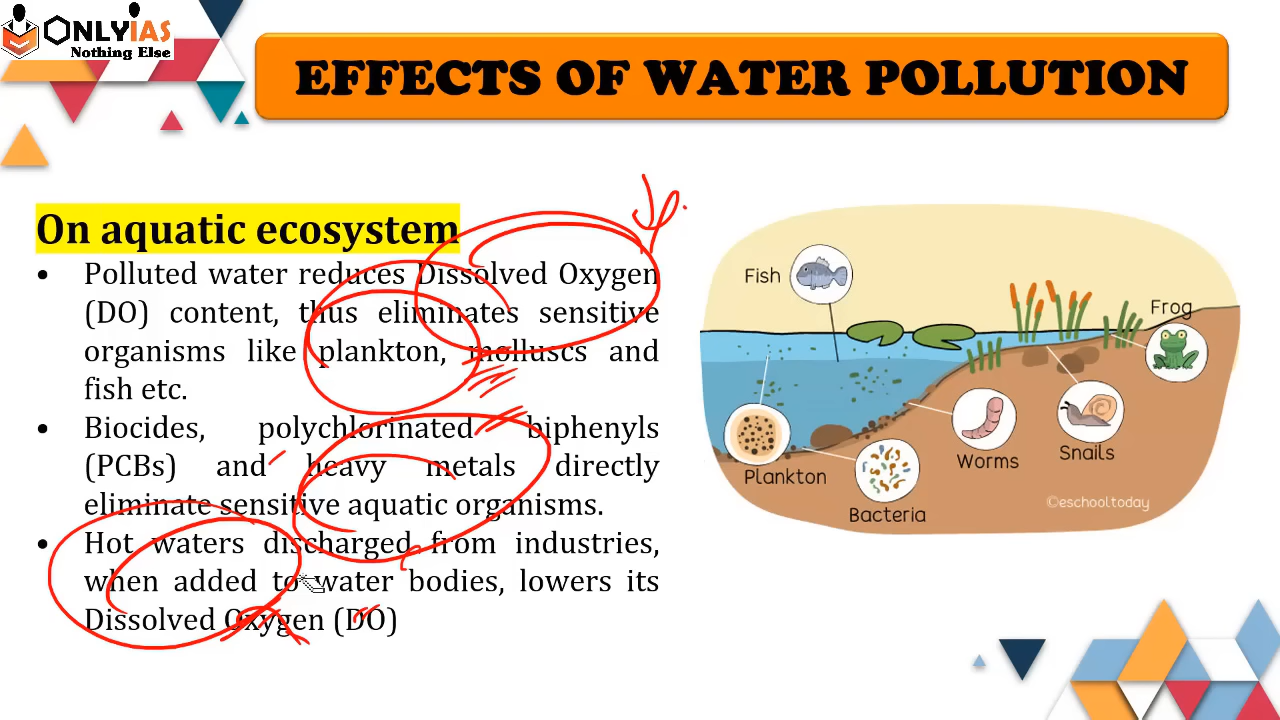 ONLYIAS
Nothing Else
EFFECTS OF WATER POLLUTION
On aquatic ecosystem
• Polluted water reduces Dissolved Oxygen
(DO) content, thus eliminates sensitive
organisms like plankton, molluscs and
fish etc.
• Biocides, polychlorinated biphenyls
(PCBs) and heavy metals directly
eliminate sensitive aquatic organisms.
• Hot waters discharged from industries,
when added to water bodies, lowers its
Dissolved Oxygen (DO)
Fish
Frog
Plankton
Bacteria
Worms
Snails
©eschooltoday